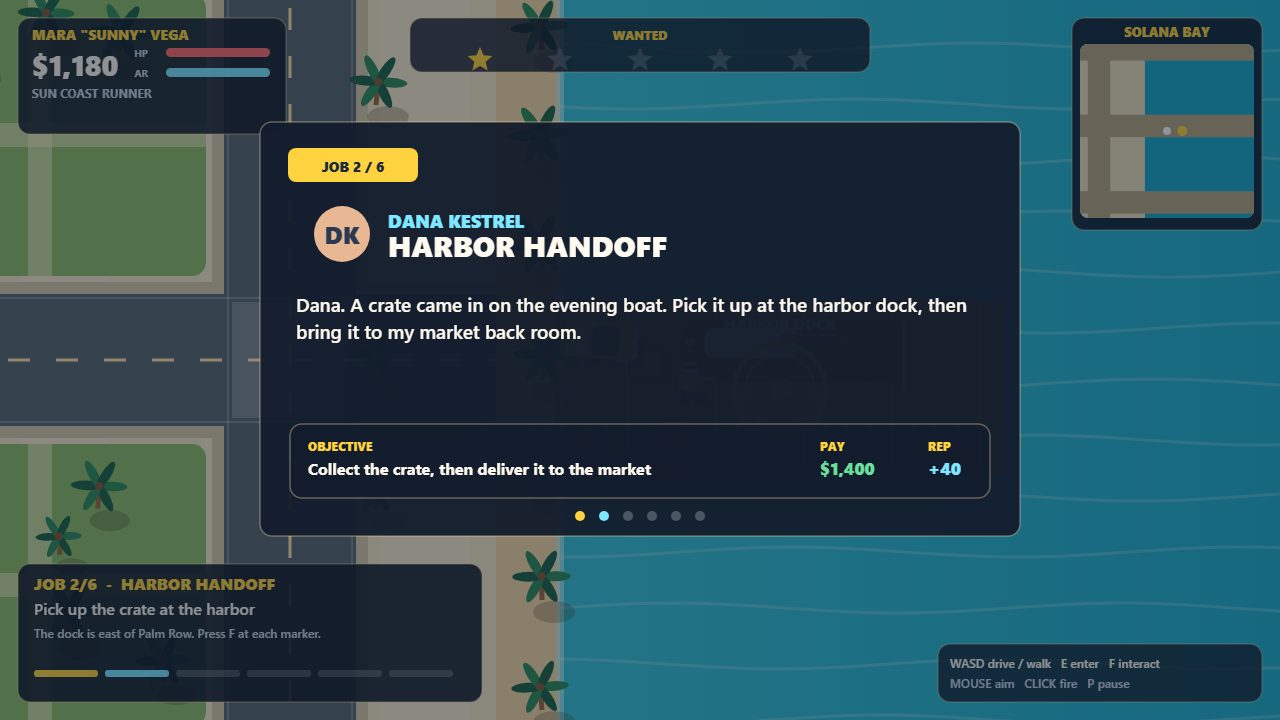 MARA "SUNNY" VEGA
$1,180
HP
AR
SUN COAST RUNNER
WANTED
SOLANA BAY
JOB 2 / 6
DK
DANA KESTREL
HARBOR HANDOFF
Dana. A crate came in on the evening boat. Pick it up at the harbor dock, then
bring it to my market back room.
OBJECTIVE
Collect the crate, then deliver it to the market
PAY
$1,400
REP
+40
JOB 2/6 - HARBOR HANDOFF
Pick up the crate at the harbor
The dock is east of Palm Row. Press F at each marker.
WASD drive / walk E enter F interact
MOUSE aim CLICK fire P pause